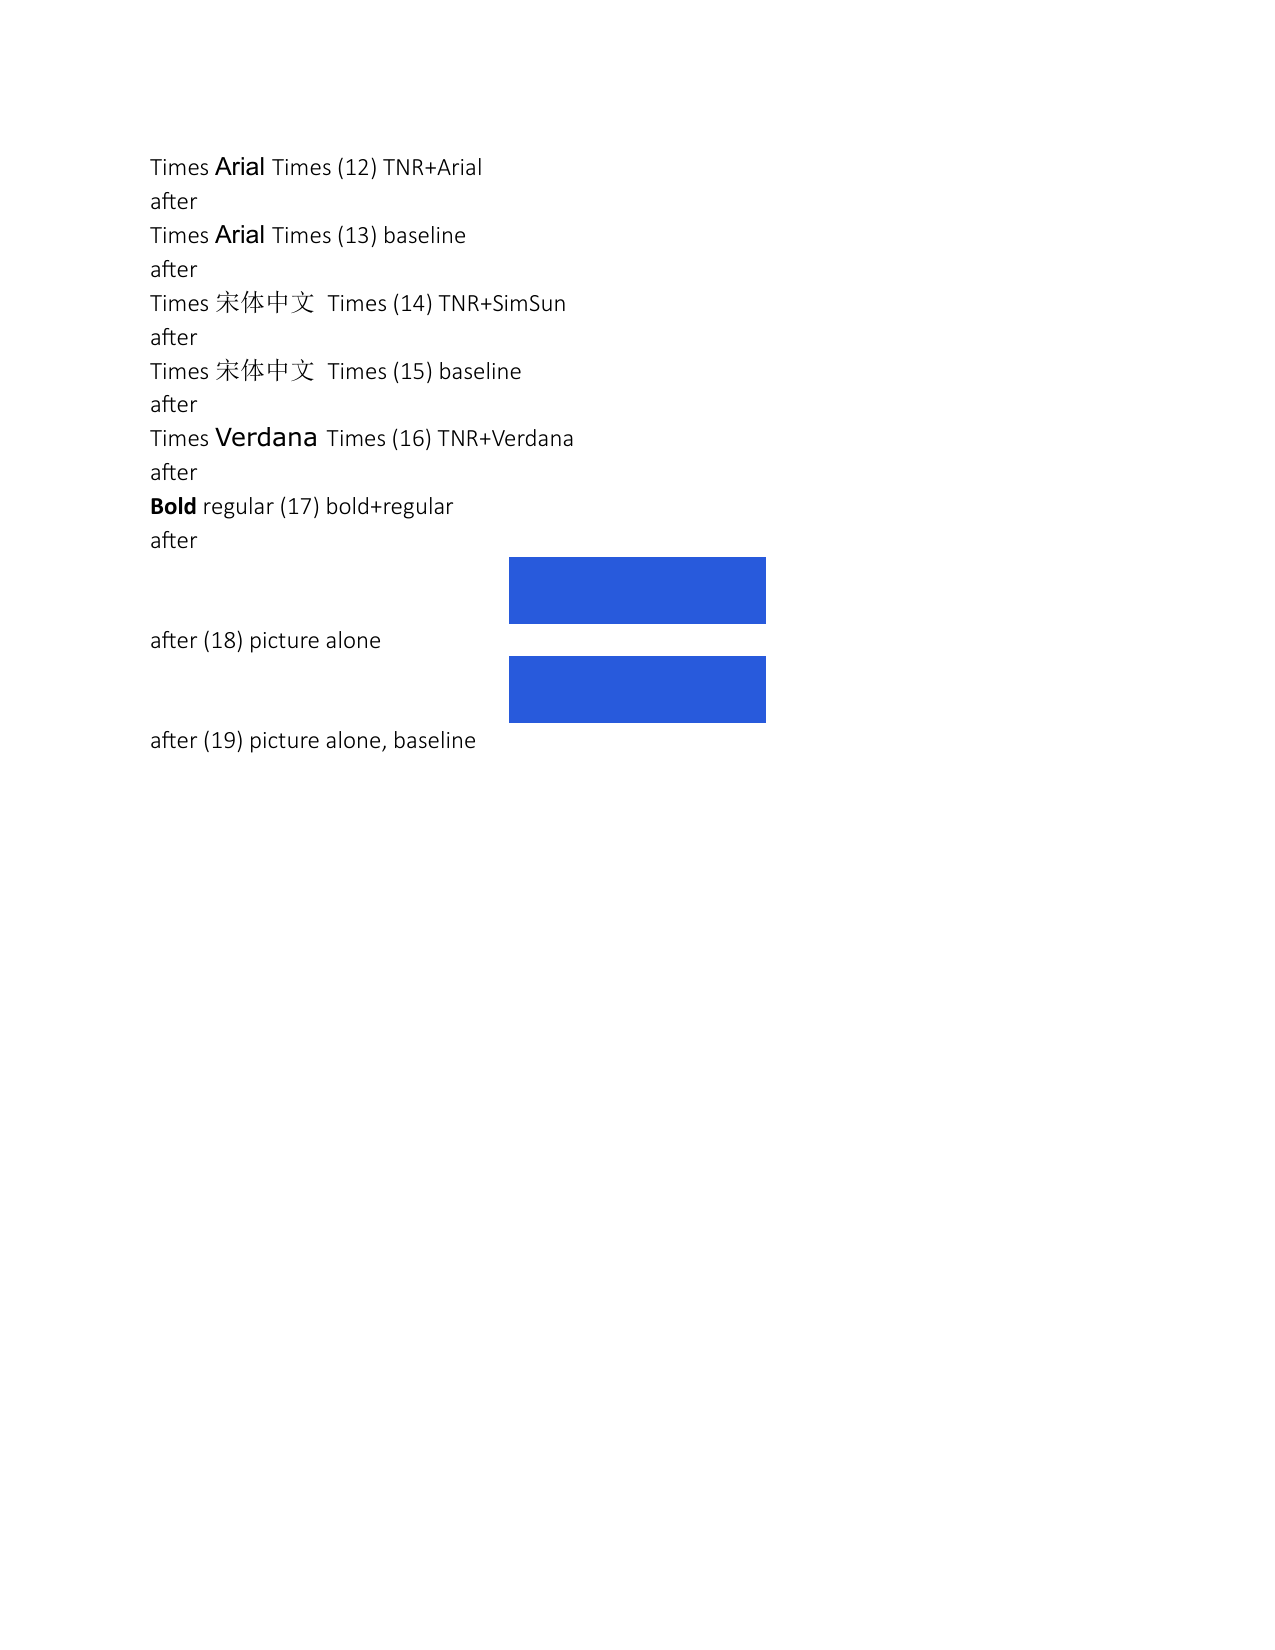 Times Arial Times (12) TNR+Arial
after
Times Arial Times (13) baseline
after
Times 宋体中文 Times (14) TNR+SimSun
after
Times 宋体中文 Times (15) baseline
after
Times Verdana Times (16) TNR+Verdana
after
Bold regular (17) bold+regular
after
after (18) picture alone
after (19) picture alone, baseline